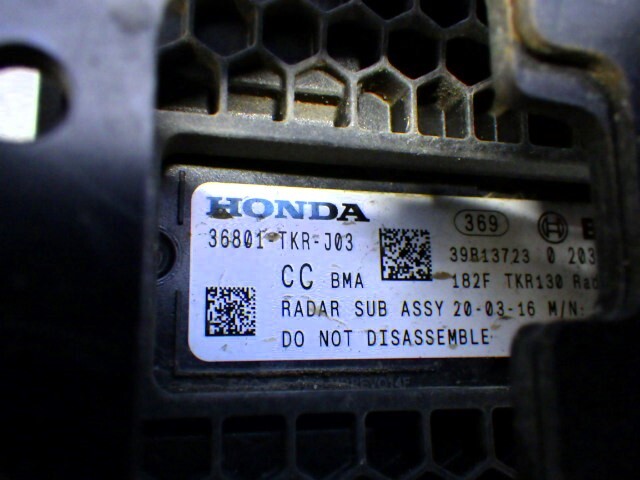 HONDA
36801-TKR-J03
CC BMA
RADAR SUB ASSY 20-03-16 M/N:
DO NOT DISASSEMBLE
369
39B13723 0 203
182F TKR130